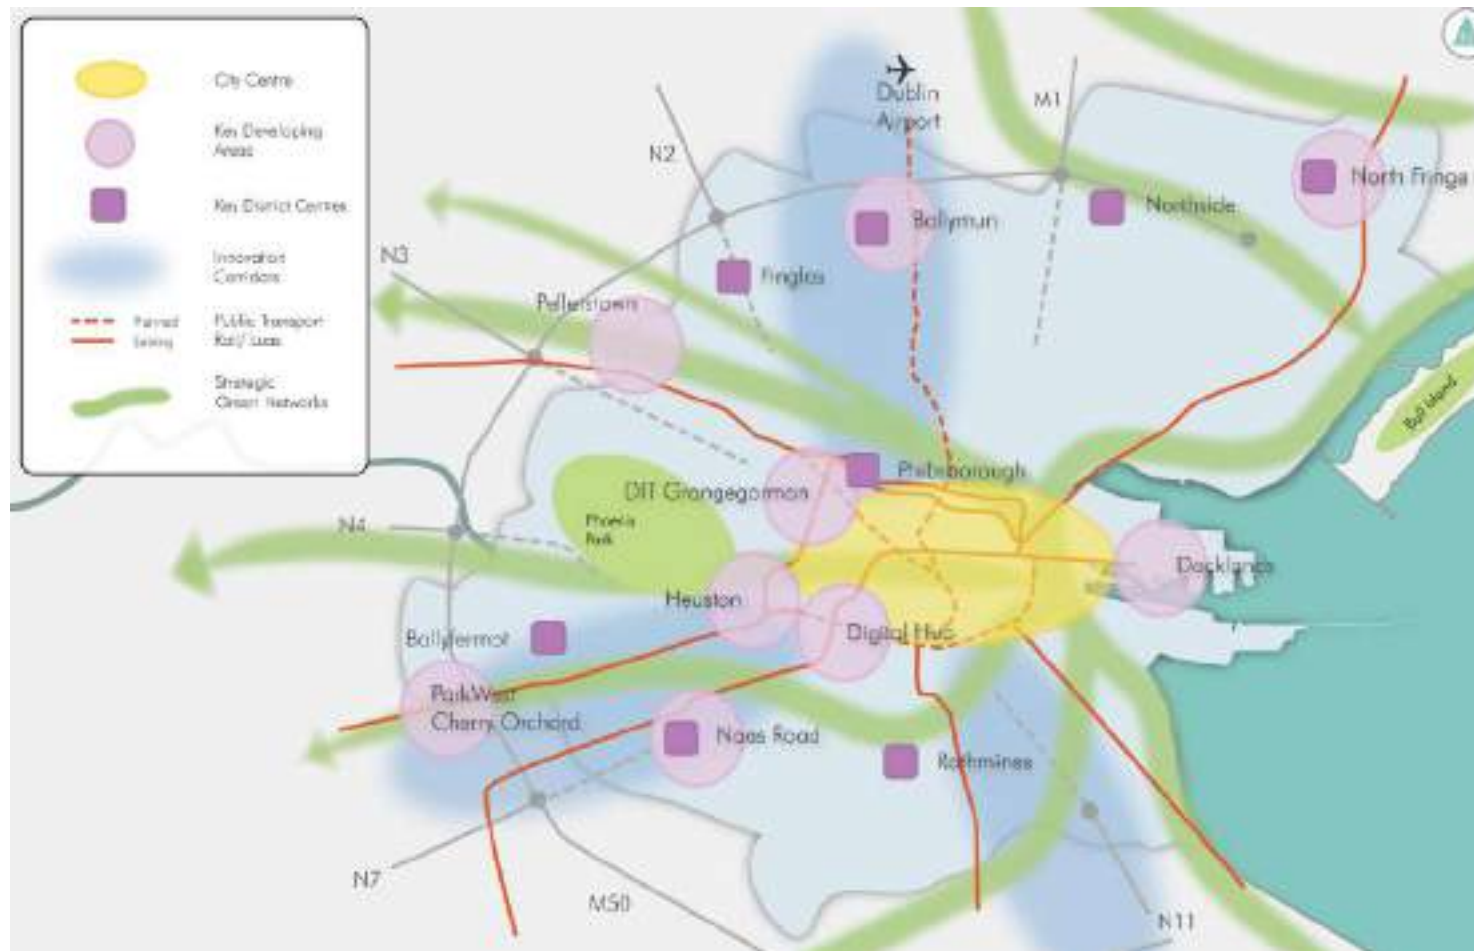 City Centre
Key Developing
Areas
Key District Centres
Innovation
Corridors
Planned
Existing
Public Transport
Rail/ Luas
Strategic
Green Networks
Dublin
Airport
M1
N2
North Fringe
Northside
Ballymun
N3
Finglas
Pelletstown
Bull Island
Phibsborough
DIT Grangegorman
N4
Phoenix
Park
Docklands
Heuston
Digital Hub
Ballyfermot
ParkWest
Cherry Orchard
Naas Road
Rathmines
N7
M50
N11